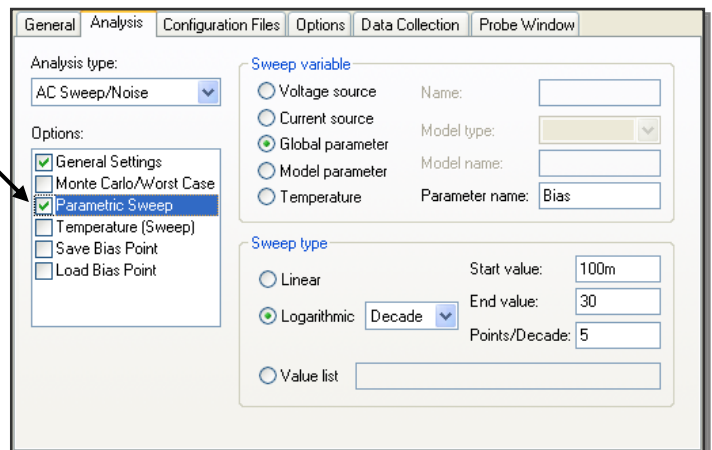 General Analysis Configuration Files Options Data Collection Probe Window
Analysis type:
AC Sweep/Noise
Options:
General Settings
Monte Carlo/Worst Case
Parametric Sweep
Temperature (Sweep)
Save Bias Point
Load Bias Point
Sweep variable
Voltage source
Current source
Global parameter
Model parameter
Temperature
Name:
Model type:
Model name:
Parameter name: Bias
Sweep type
Linear
Logarithmic Decade
Value list
Start value: 100m
End value: 30
Points/Decade: 5